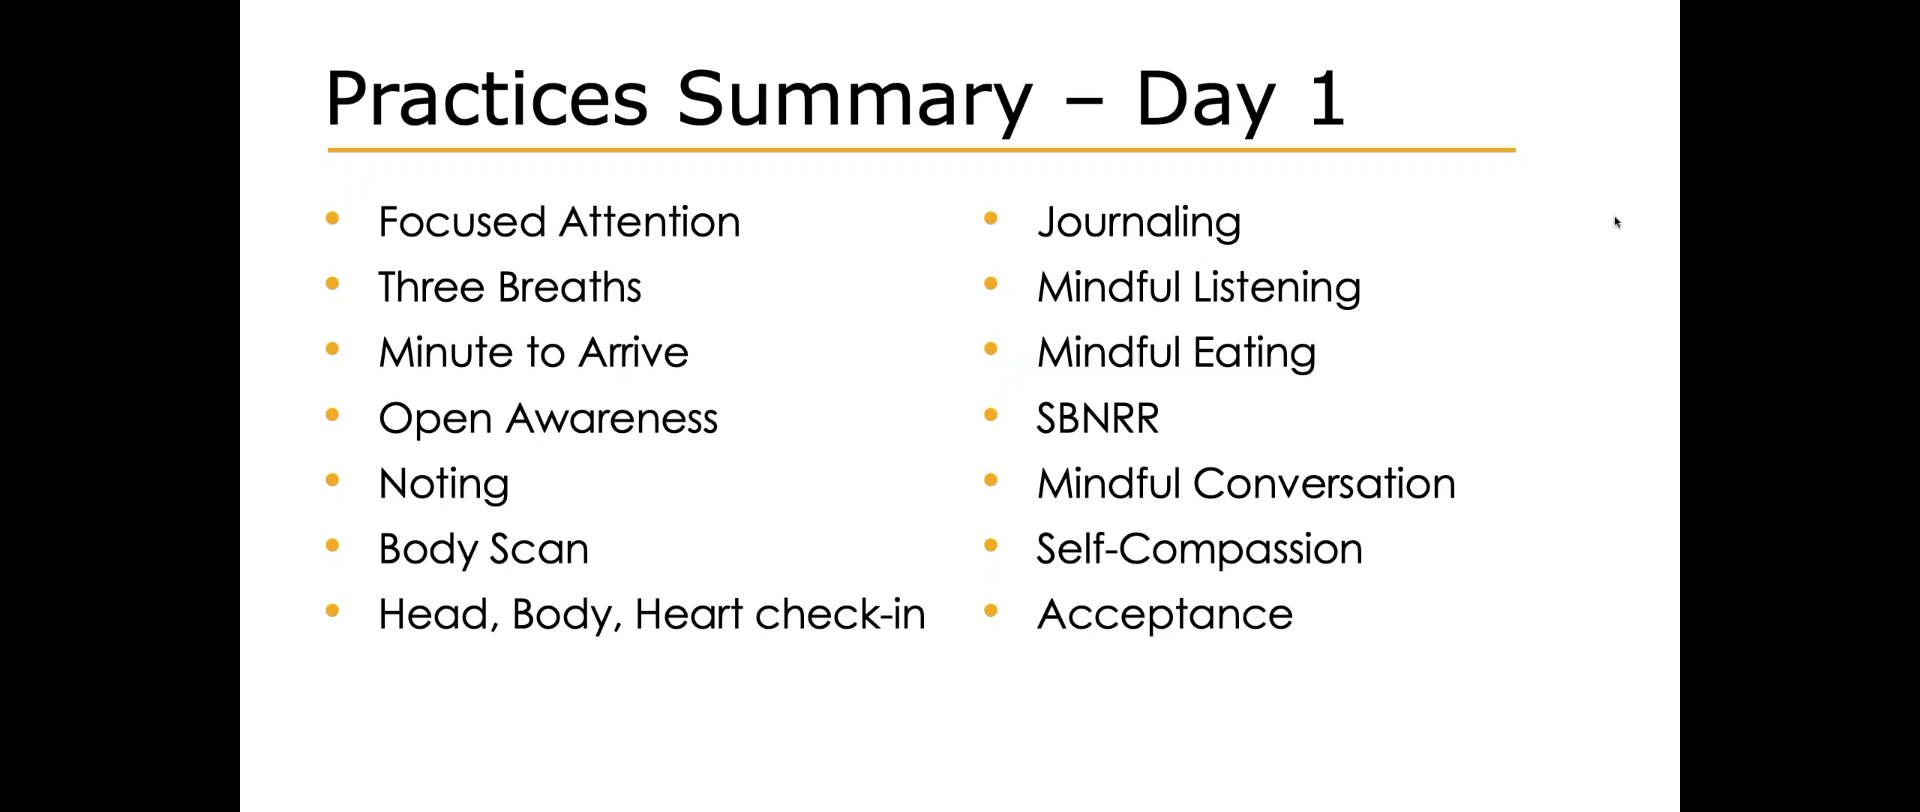 Practices Summary – Day 1
• Focused Attention
• Three Breaths
• Minute to Arrive
• Open Awareness
• Noting
• Body Scan
• Head, Body, Heart check-in
• Journaling
• Mindful Listening
• Mindful Eating
• SBNRR
• Mindful Conversation
• Self-Compassion
• Acceptance